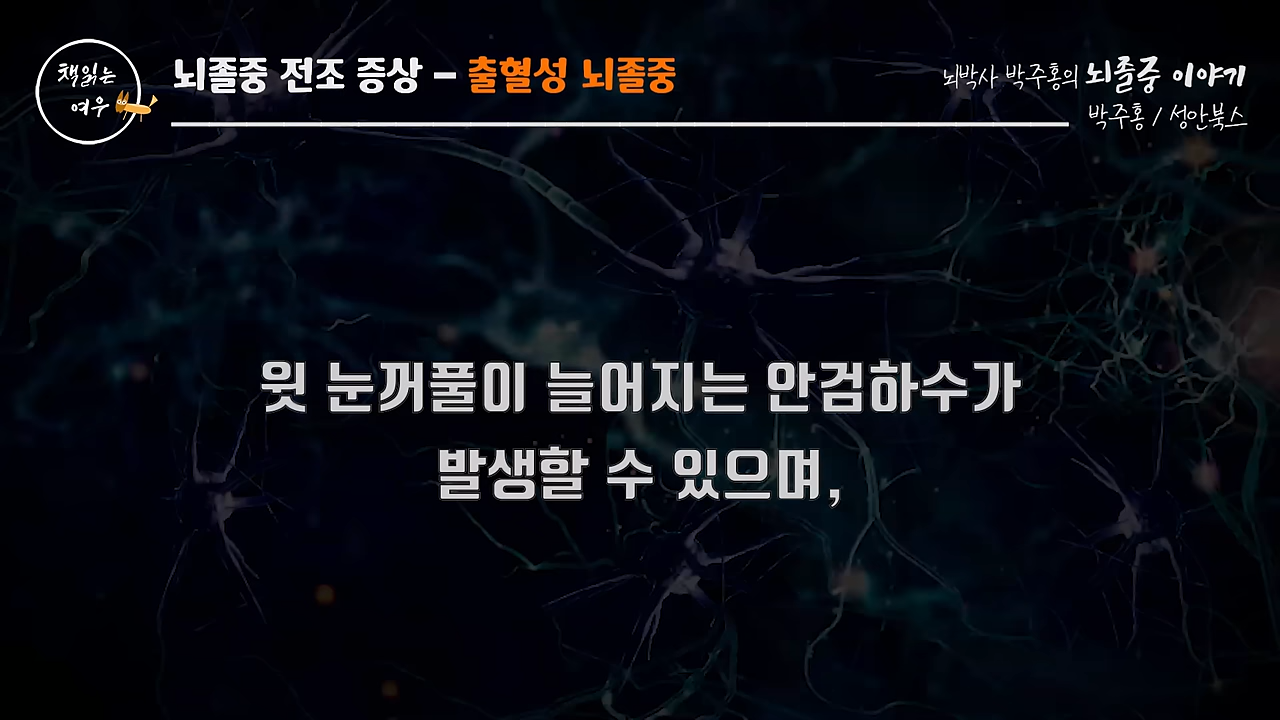 책읽는
여우
뇌졸중 전조 증상 - 출혈성 뇌졸중
뇌박사 박주홍의 뇌졸중 이야기
박주홍 / 성안북스
윗 눈꺼풀이 늘어지는 안검하수가
발생할 수 있으며,